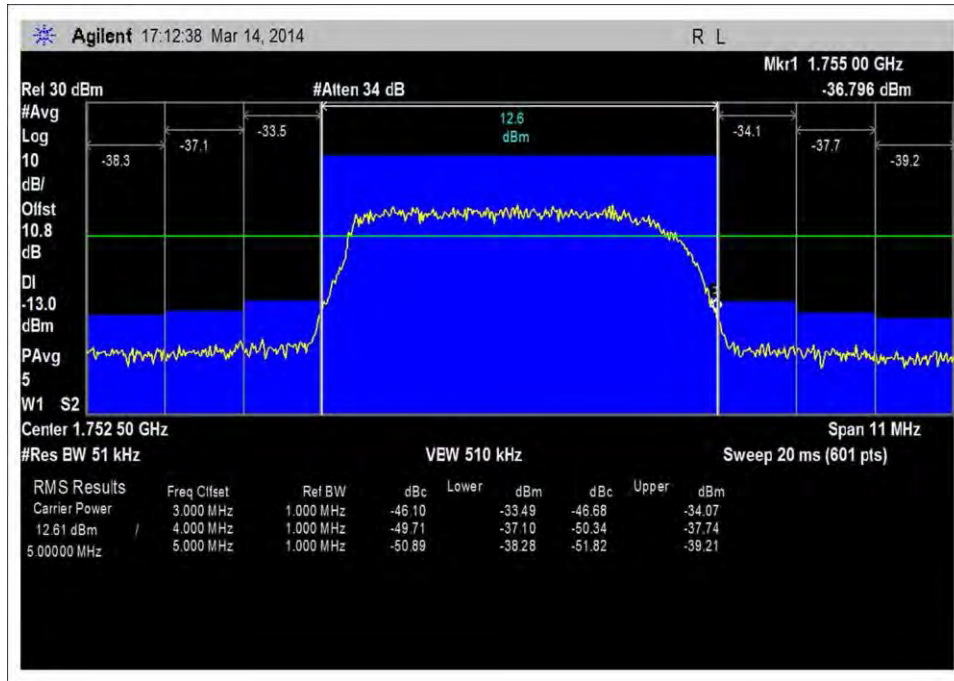 Agilent 17:12:38 Mar 14, 2014 R L
Mkr1 1.755 00 GHz
Rel 30 dBm #Atten 34 dB -36.796 dBm
#Avg
Log
10
dB/
Offst
10.8
dB
DI
-13.0
dBm
PAvg
5
W1 S2
-38.3 -37.1 -33.5 12.6 dBm -34.1 -37.7 -39.2
Center 1.752 50 GHz Span 11 MHz
#Res BW 51 kHz VBW 510 kHz Sweep 20 ms (601 pts)
RMS Results Freq Offset Ref BW dBc Lower dBm dBc Upper dBm
Carrier Power 3.000 MHz 1.000 MHz -46.10 -33.49 -46.68 -34.07
12.61 dBm / 4.000 MHz 1.000 MHz -49.71 -37.10 -50.34 -37.74
5.00000 MHz 5.000 MHz 1.000 MHz -50.89 -38.28 -51.82 -39.21